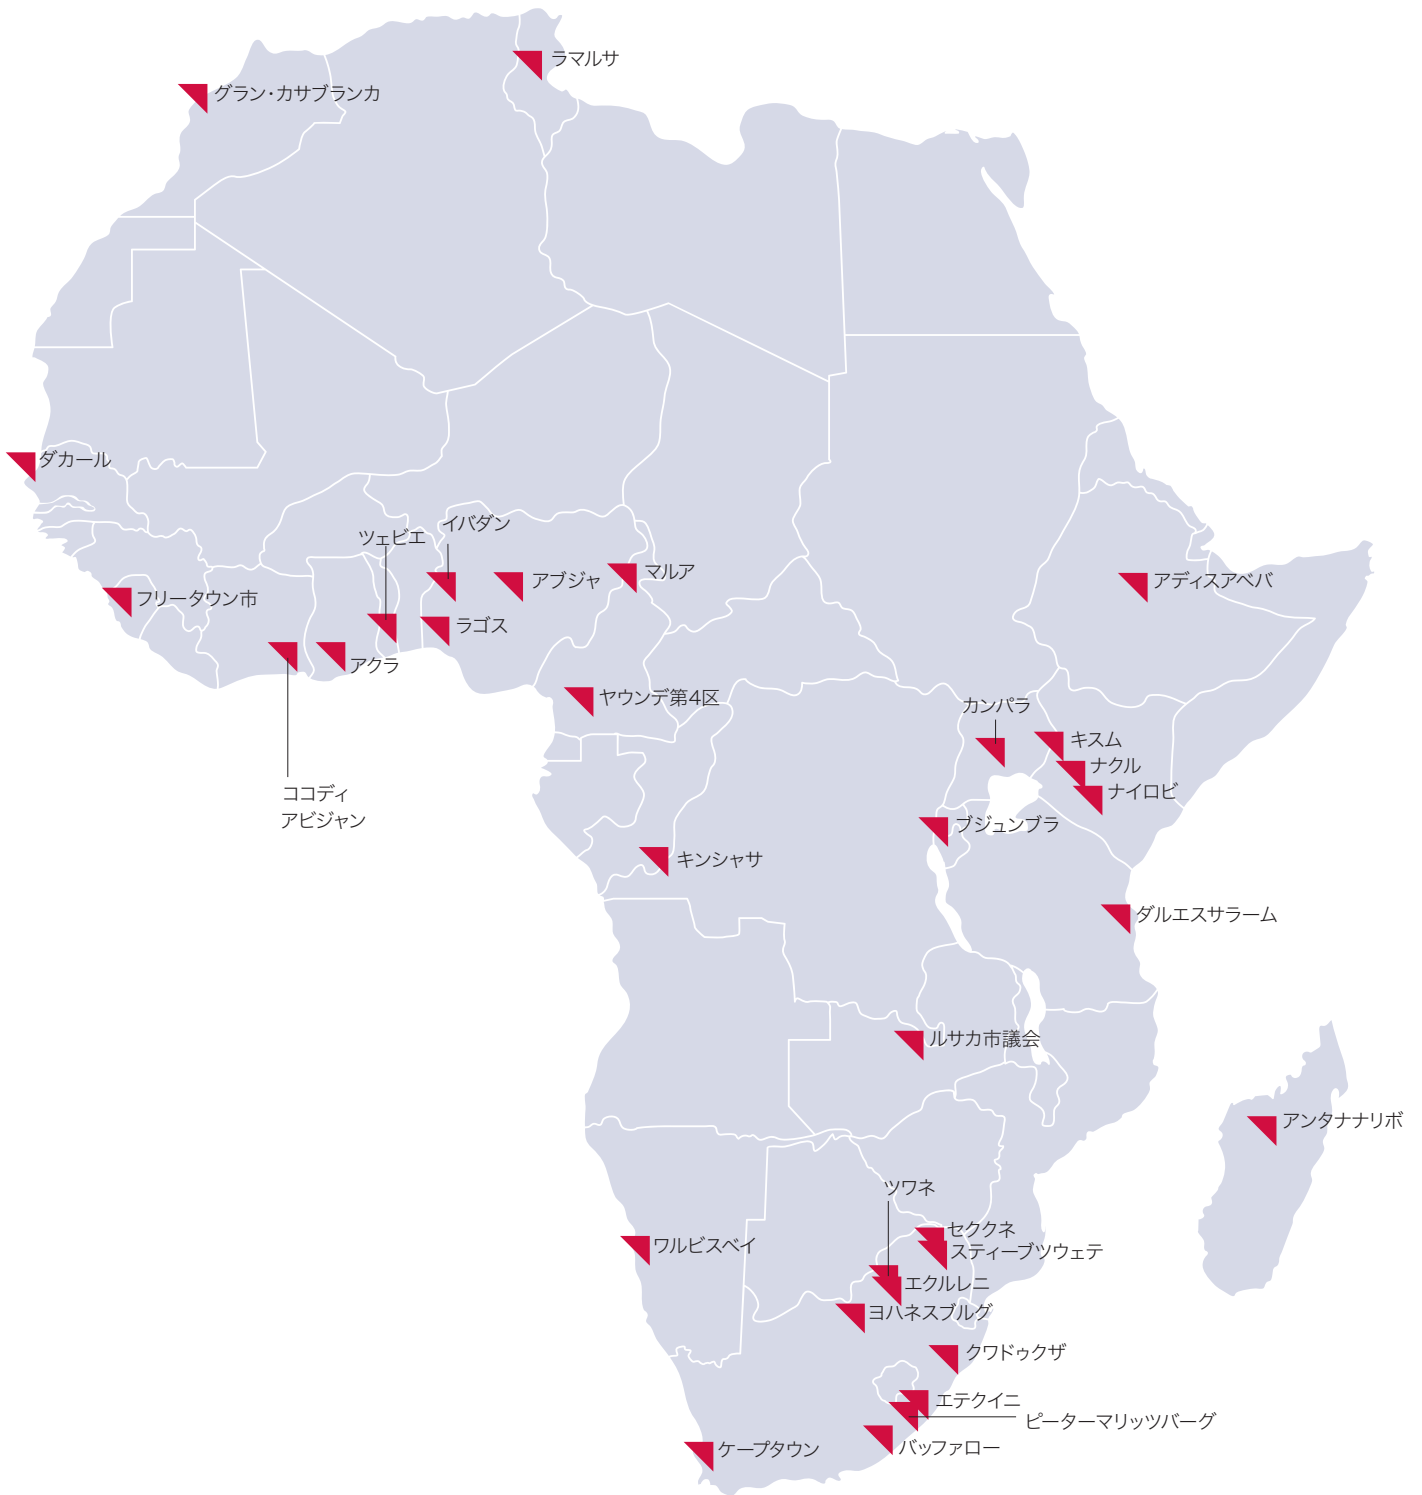 ラマルサ
グラン・カサブランカ
ダカール
イバダン
ツェビエ
マルア
アブジャ
アディスアベバ
フリータウン市
ラゴス
アクラ
ヤウンデ第4区
カンパラ
キスム
ナクル
ナイロビ
ココディ
アビジャン
ブジュンブラ
キンシャサ
ダルエスサラーム
ルサカ市議会
アンタナナリボ
ツワネ
セククネ
ワルビスベイ
スティーブツウェテ
エクルレニ
ヨハネスブルグ
クワドゥクザ
エテクイニ
ピーターマリッツバーグ
バッファロー
ケープタウン